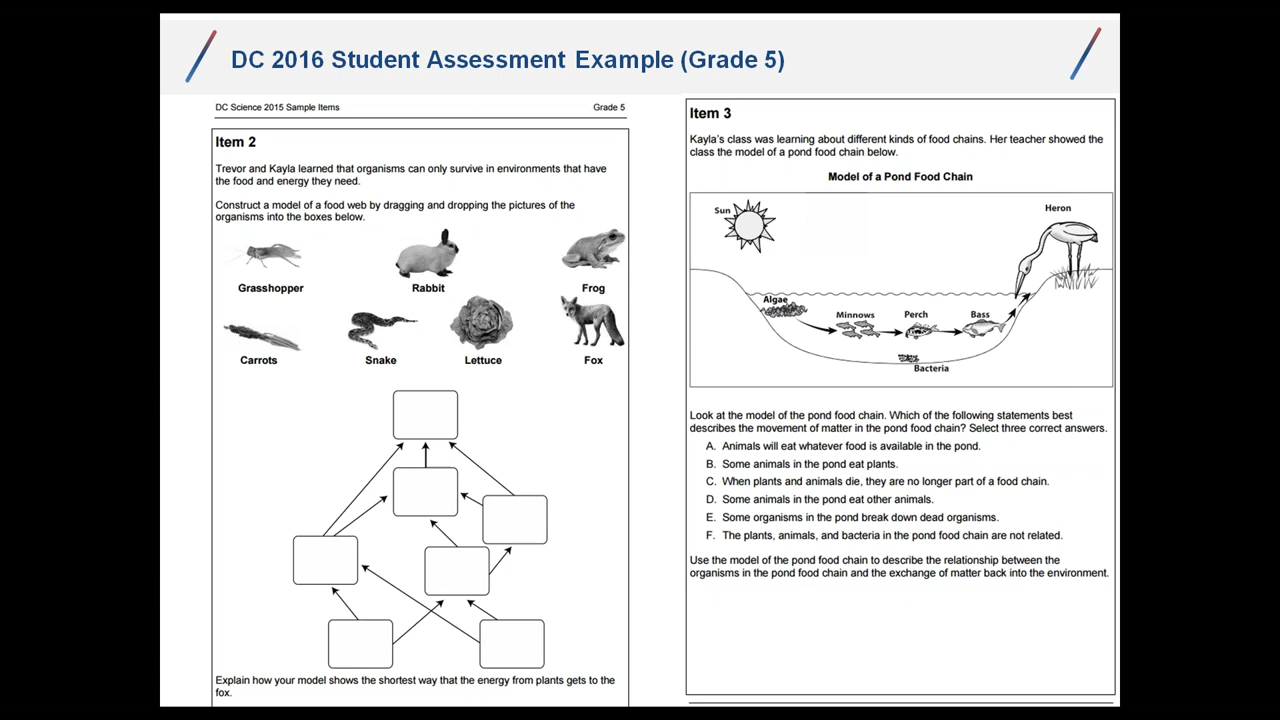 DC 2016 Student Assessment Example (Grade 5)
DC Science 2015 Sample Items
Grade 5
Item 2
Trevor and Kayla learned that organisms can only survive in environments that have
the food and energy they need.
Construct a model of a food web by dragging and dropping the pictures of the
organisms into the boxes below.
Grasshopper
Rabbit
Frog
Carrots
Snake
Lettuce
Fox
Explain how your model shows the shortest way that the energy from plants gets to the
fox.
Item 3
Kayla's class was learning about different kinds of food chains. Her teacher showed the
class the model of a pond food chain below.
Model of a Pond Food Chain
Sun
Heron
Algae
Minnows
Perch
Bass
Bacteria
Look at the model of the pond food chain. Which of the following statements best
describes the movement of matter in the pond food chain? Select three correct answers.
A. Animals will eat whatever food is available in the pond.
B. Some animals in the pond eat plants.
C. When plants and animals die, they are no longer part of a food chain.
D. Some animals in the pond eat other animals.
E. Some organisms in the pond break down dead organisms.
F. The plants, animals, and bacteria in the pond food chain are not related.
Use the model of the pond food chain to describe the relationship between the
organisms in the pond food chain and the exchange of matter back into the environment.